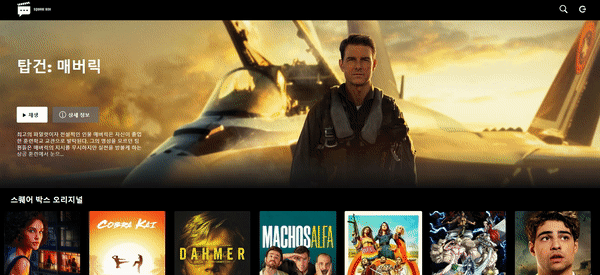 탑건: 매버릭
재생
상세 정보
최고의 파일럿이자 전설적인 인물 매버릭은 자신이 졸업
한 훈련학교 교관으로 발탁된다. 그의 명성을 모르던 팀
원들은 매버릭의 지시를 무시하지만 실전을 방불케 하는
상공 훈련에서 눈으...
스퀘어 박스 오리지널
COBRA KAI
DAHMER
MACHOS ALFA